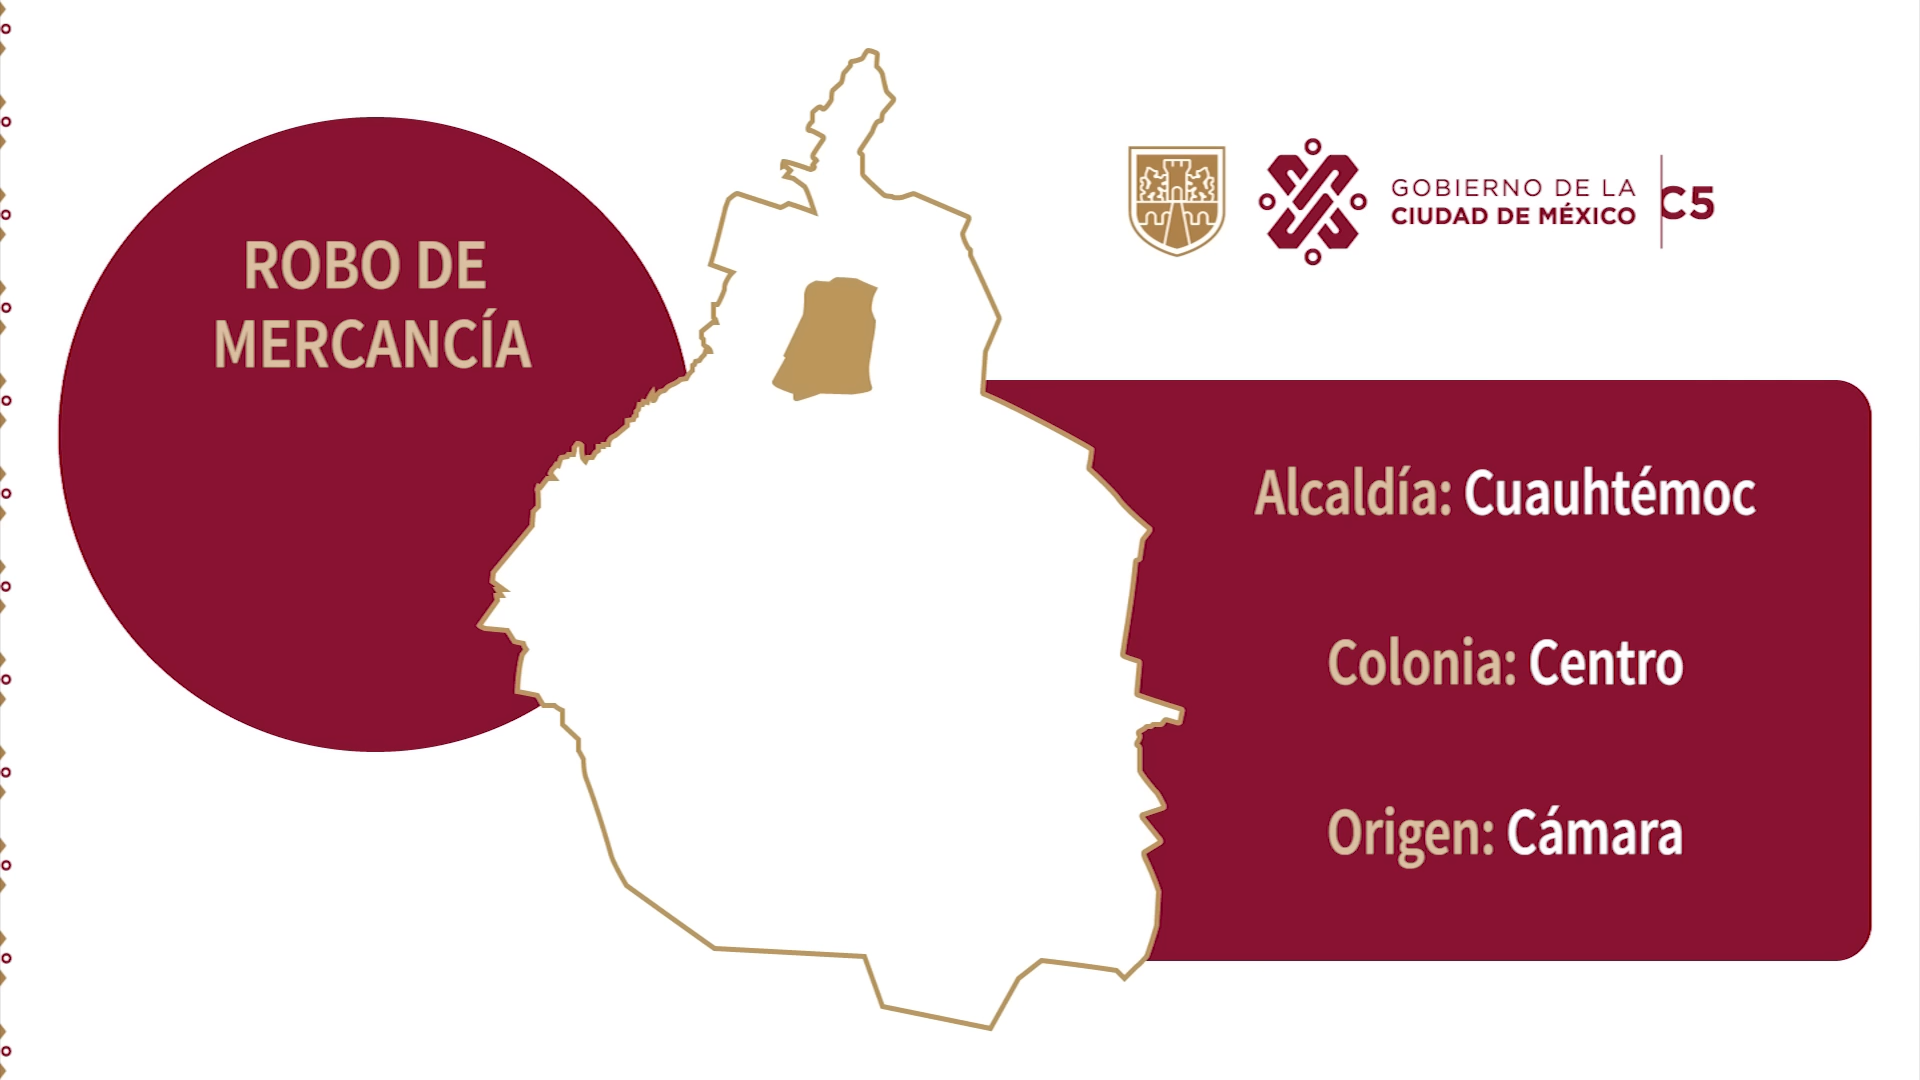 ROBO DE
MERCANCÍA
GOBIERNO DE LA
CIUDAD DE MÉXICO
C5
Alcaldía: Cuauhtémoc
Colonia: Centro
Origen: Cámara